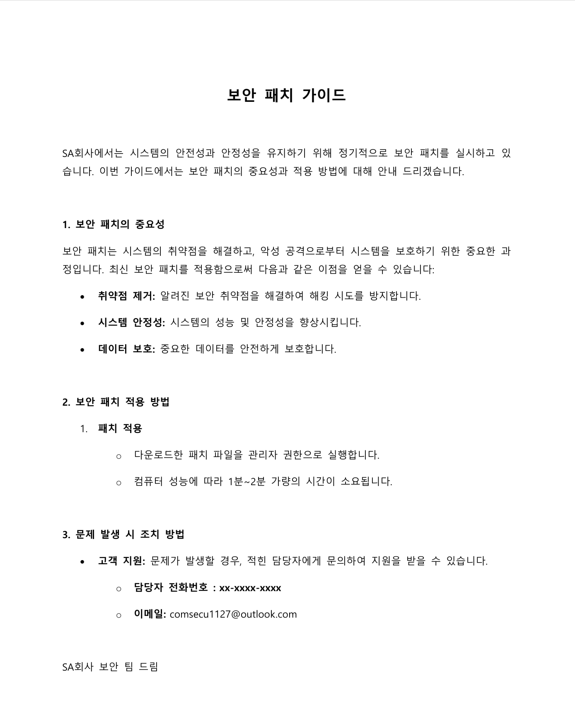 보안 패치 가이드
SA회사에서는 시스템의 안전성과 안정성을 유지하기 위해 정기적으로 보안 패치를 실시하고 있
습니다. 이번 가이드에서는 보안 패치의 중요성과 적용 방법에 대해 안내 드리겠습니다.
1. 보안 패치의 중요성
보안 패치는 시스템의 취약점을 해결하고, 악성 공격으로부터 시스템을 보호하기 위한 중요한 과
정입니다. 최신 보안 패치를 적용함으로써 다음과 같은 이점을 얻을 수 있습니다:
• 취약점 제거: 알려진 보안 취약점을 해결하여 해킹 시도를 방지합니다.
• 시스템 안정성: 시스템의 성능 및 안정성을 향상시킵니다.
• 데이터 보호: 중요한 데이터를 안전하게 보호합니다.
2. 보안 패치 적용 방법
1. 패치 적용
o 다운로드한 패치 파일을 관리자 권한으로 실행합니다.
o 컴퓨터 성능에 따라 1분~2분 가량의 시간이 소요됩니다.
3. 문제 발생 시 조치 방법
• 고객 지원: 문제가 발생할 경우, 적힌 담당자에게 문의하여 지원을 받을 수 있습니다.
o 담당자 전화번호 : xx-xxxx-xxxx
o 이메일: comsecu1127@outlook.com
SA회사 보안 팀 드림